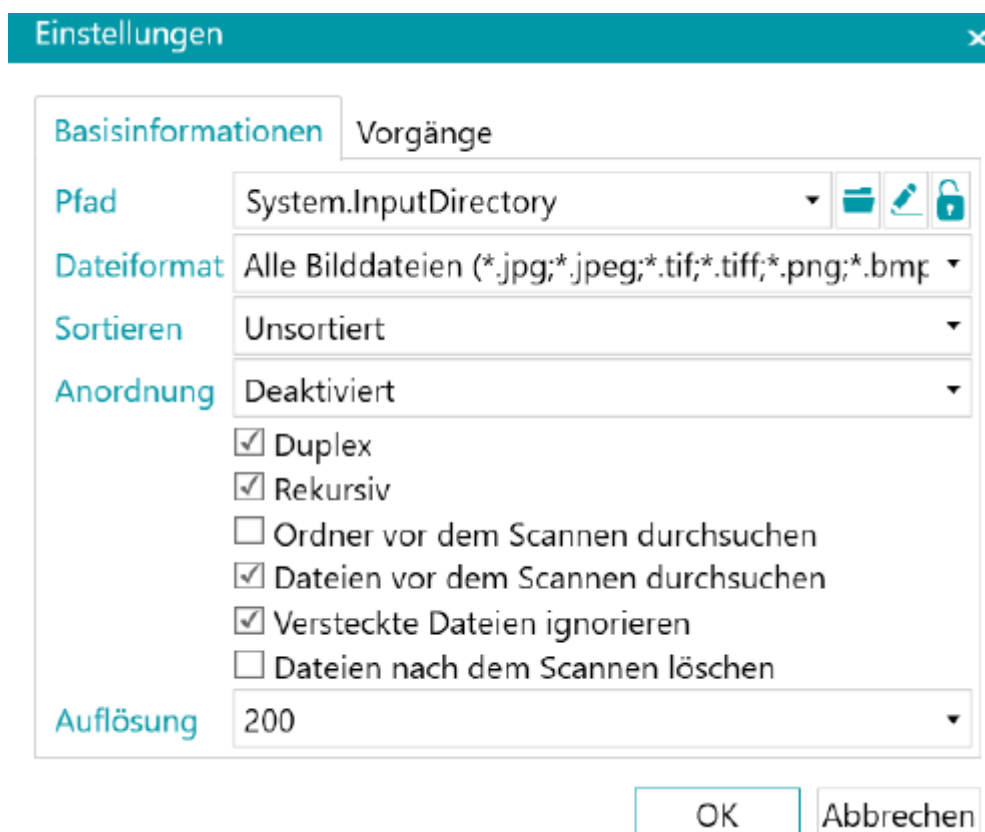 Einstellungen
Basisinformationen Vorgänge
Pfad System.InputDirectory
Dateiformat Alle Bilddateien (*.jpg;*.jpeg;*.tif;*.tiff;*.png;*.bmp
Sortieren Unsortiert
Anordnung Deaktiviert
Duplex
Rekursiv
Ordner vor dem Scannen durchsuchen
Dateien vor dem Scannen durchsuchen
Versteckte Dateien ignorieren
Dateien nach dem Scannen löschen
Auflösung 200
OK Abbrechen